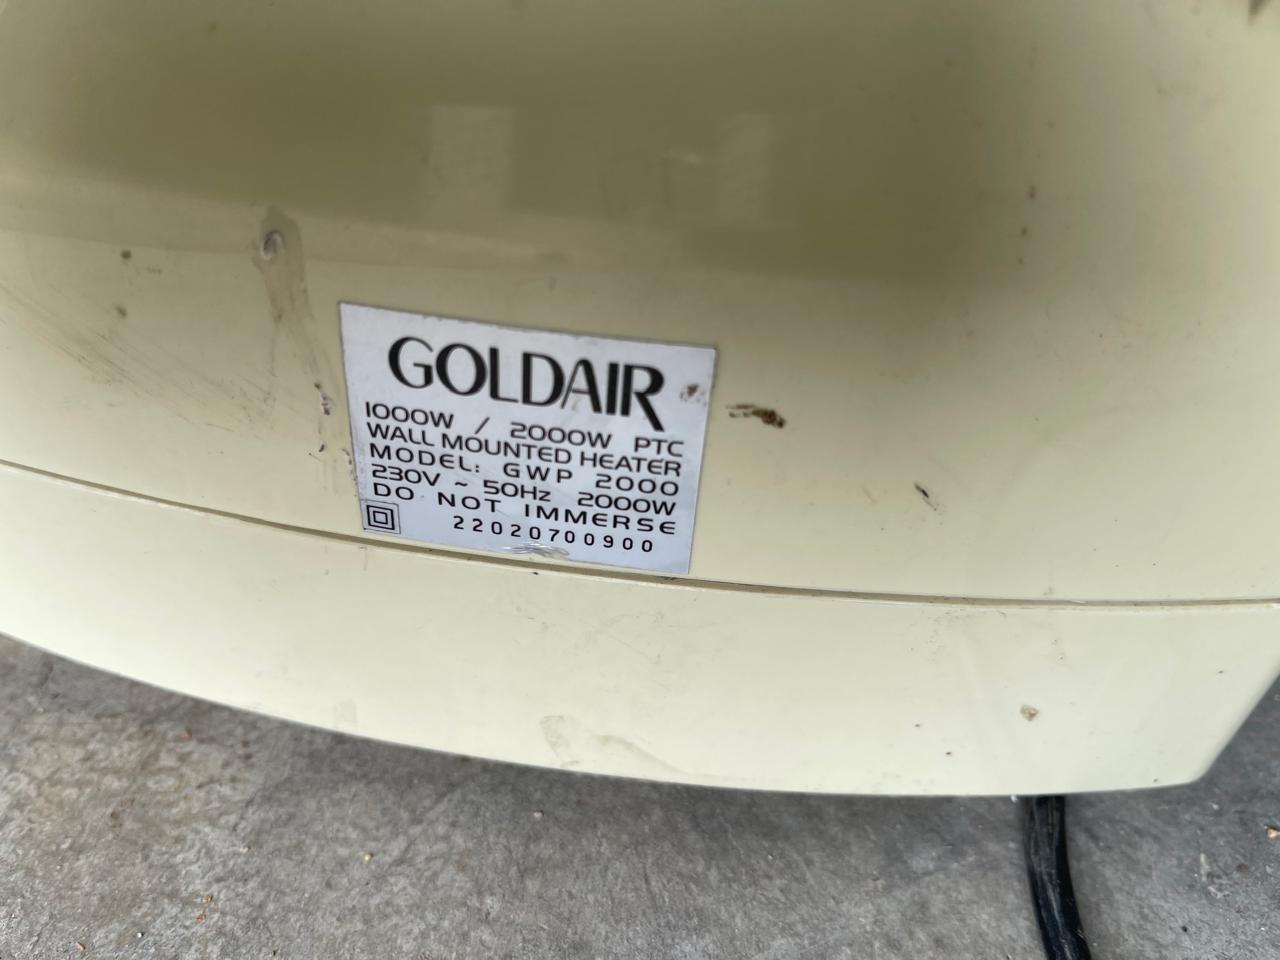 GOLDAIR
1000W / 2000W PTC
WALL MOUNTED HEATER
MODEL: GWP 2000
230V ~ 50Hz 2000W
DO NOT IMMERSE
22020700900